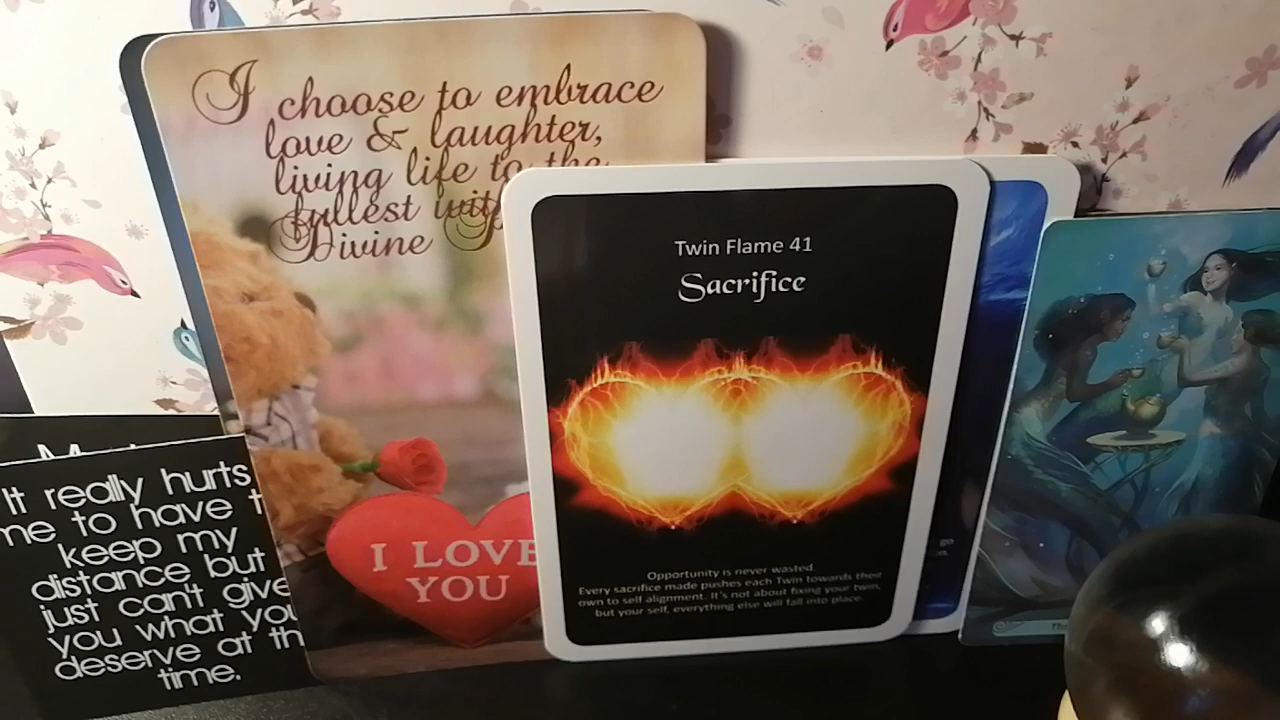 I choose to embrace
love & laughter,
living life to the
fullest with
Divine
I LOVE
YOU
Twin Flame 41
Sacrifice
Opportunity is never wasted.
Every sacrifice made pushes each Twin towards their
own to self alignment. It's not about fixing your twin,
but your self, everything else will fall into place.
go
It really hurts
me to have t
keep my
distance but
just can't give
you what you
deserve at th
time.